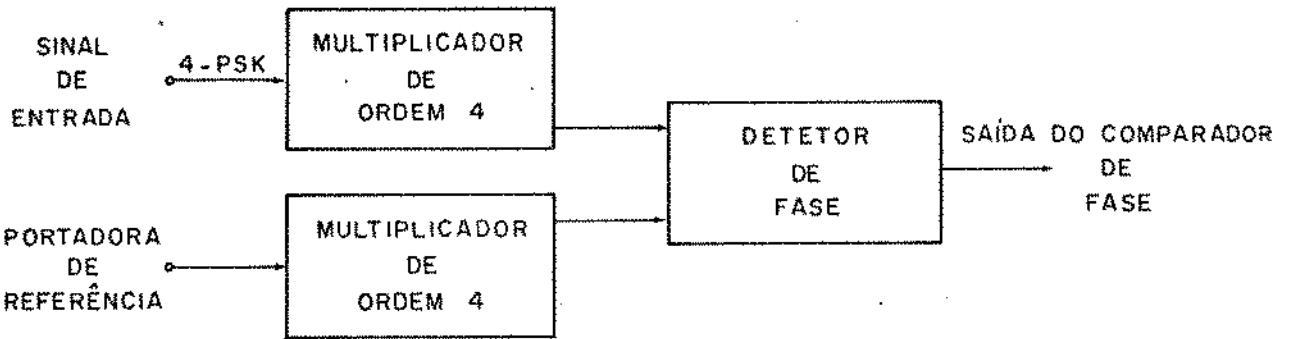 SINAL
DE
ENTRADA
4-PSK
MULTIPLICADOR
DE
ORDEM 4
PORTADORA
DE
REFERÊNCIA
MULTIPLICADOR
DE
ORDEM 4
DETETOR
DE
FASE
SAÍDA DO COMPARADOR
DE
FASE